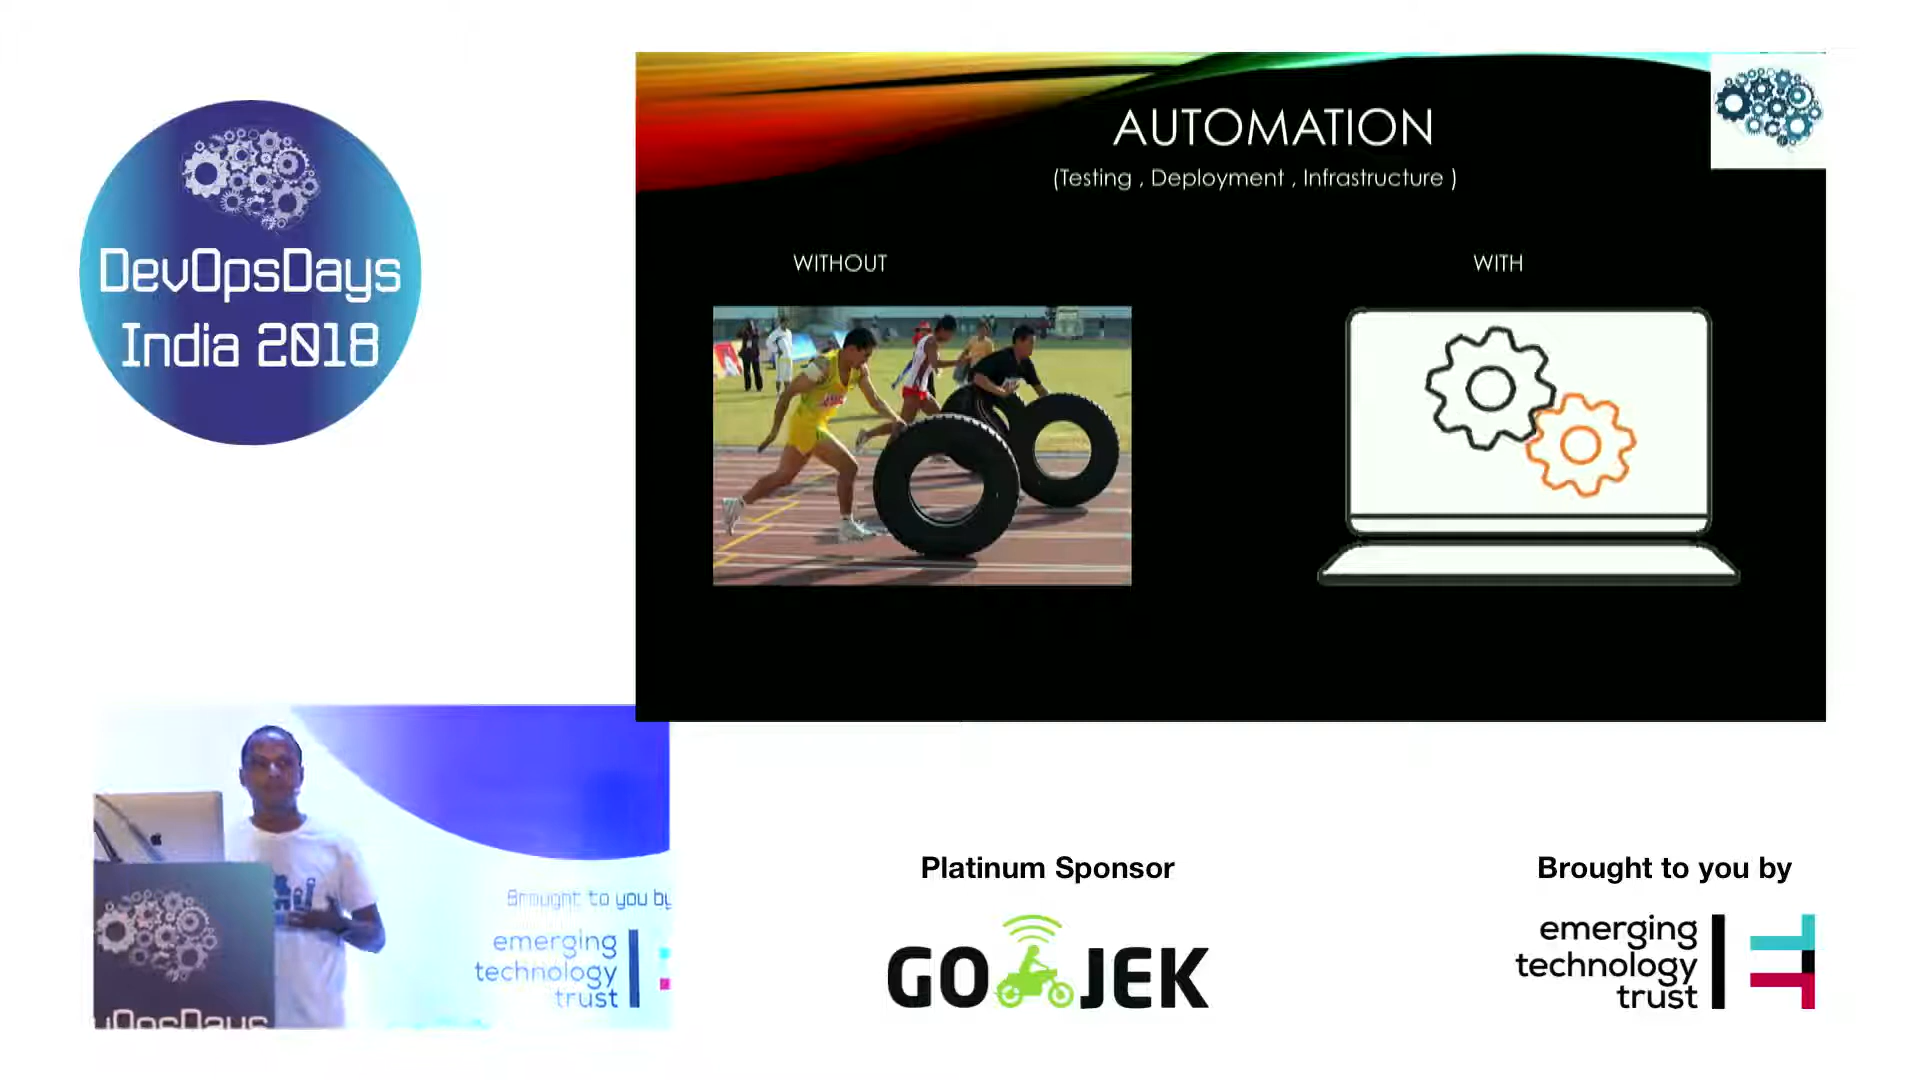 DevOpsDays
India 2018
AUTOMATION
(Testing , Deployment , Infrastructure )
WITHOUT
WITH
Brought to you by
emerging
technology
trust
Platinum Sponsor
GO JEK
Brought to you by
emerging
technology
trust